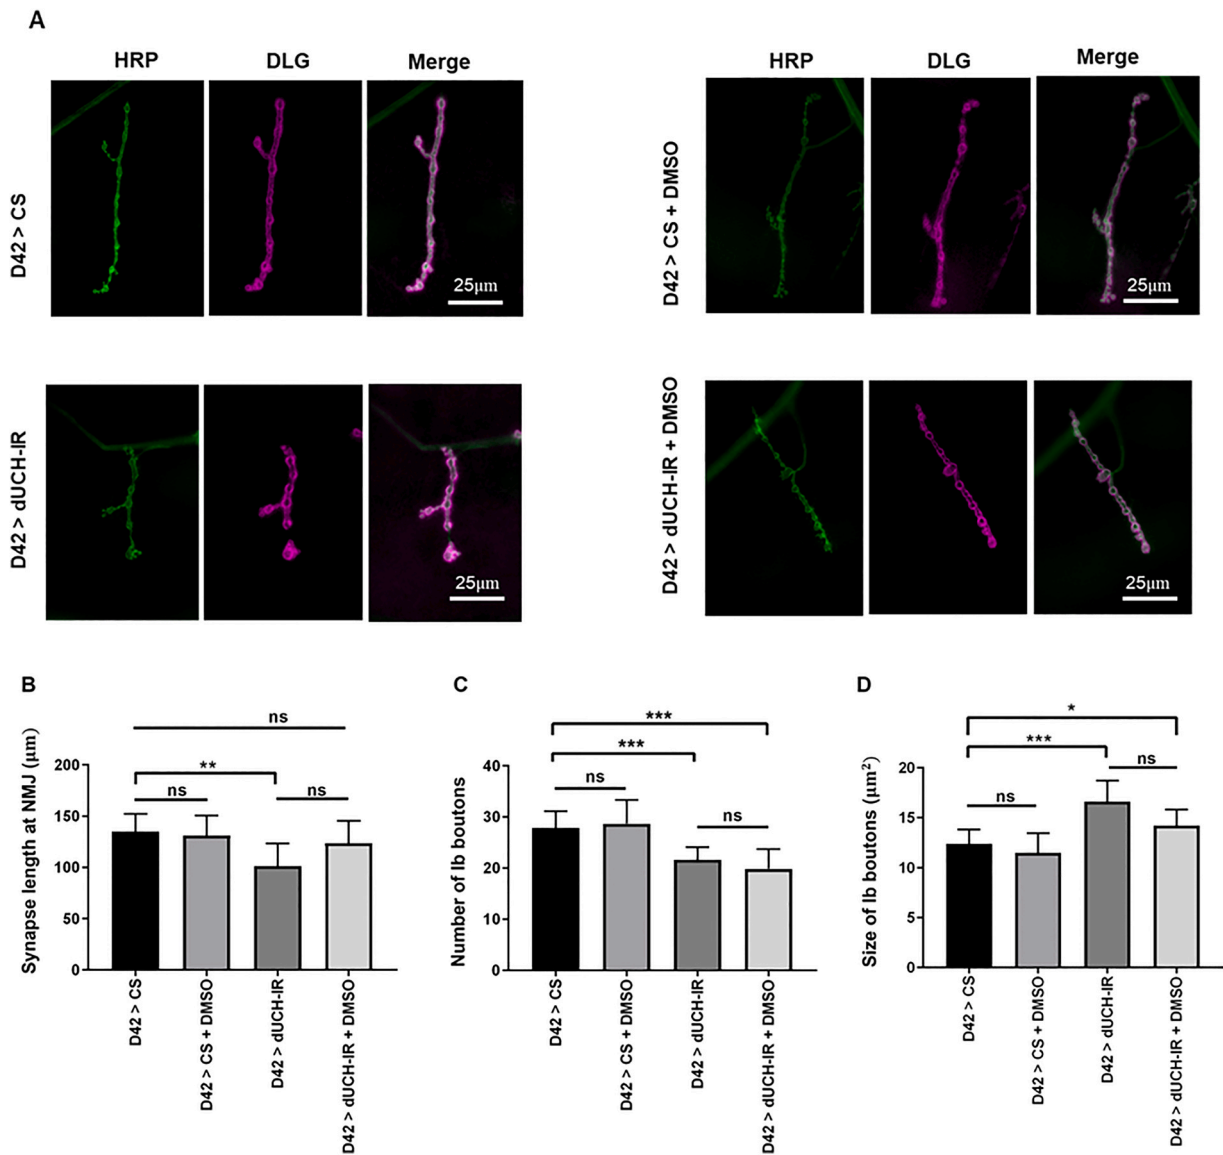 A
HRP DLG Merge
HRP DLG Merge
D42 > CS
25μm
D42 > CS + DMSO
25μm
D42 > dUCH-IR
25μm
D42 > dUCH-IR + DMSO
25μm
B
Synapse length at NMJ (μm)
ns
**
ns ns
200
150
100
50
0
D42 > CS
D42 > CS + DMSO
D42 > dUCH-IR
D42 > dUCH-IR + DMSO
C
Number of Ib boutons
***
***
ns
ns
40
30
20
10
0
D42 > CS
D42 > CS + DMSO
D42 > dUCH-IR
D42 > dUCH-IR + DMSO
D
Size of Ib boutons (μm²)
*
***
ns
ns
20
15
10
5
0
D42 > CS
D42 > CS + DMSO
D42 > dUCH-IR
D42 > dUCH-IR + DMSO